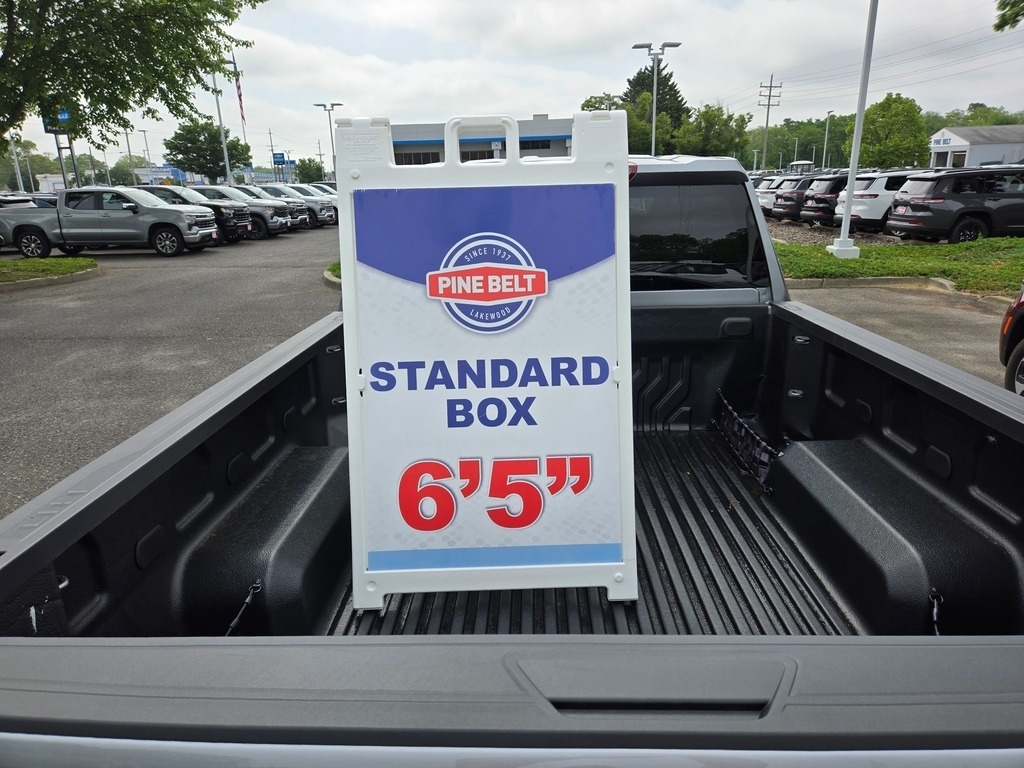 SINCE 1937
PINE BELT
LAKEWOOD
STANDARD
BOX
6'5"
PINE BELT